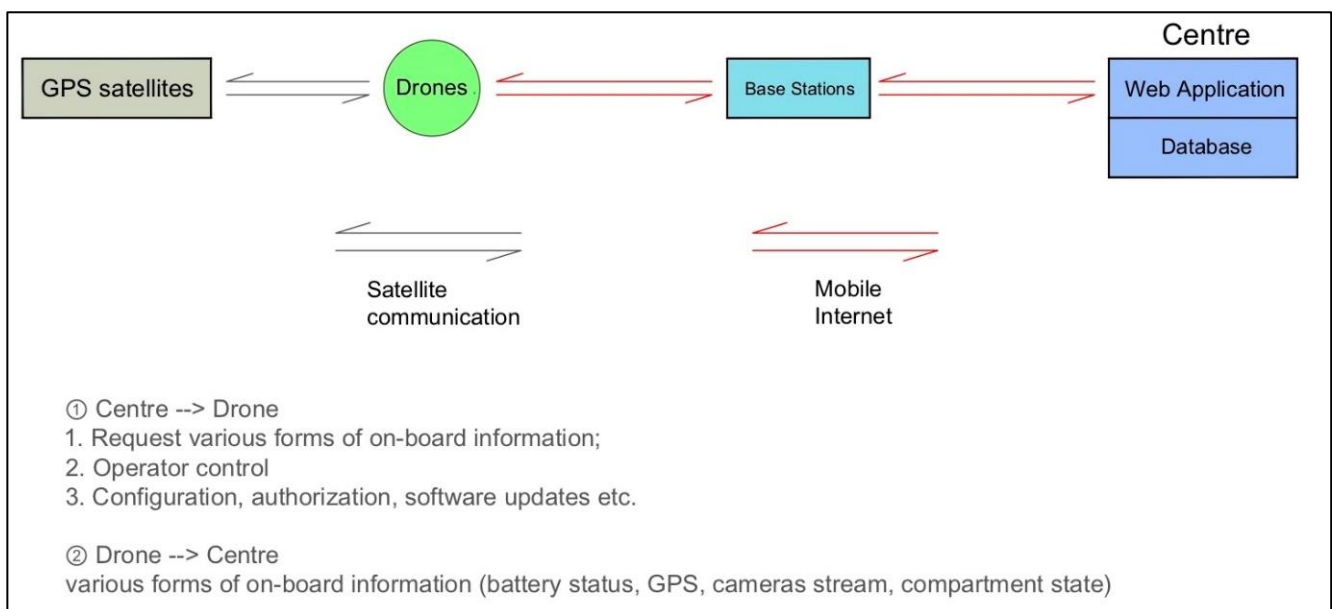 Centre
GPS satellites
Drones .
Base Stations
Web Application
Database
Satellite
communication
Mobile
Internet
① Centre --> Drone
1. Request various forms of on-board information;
2. Operator control
3. Configuration, authorization, software updates etc.
② Drone --> Centre
various forms of on-board information (battery status, GPS, cameras stream, compartment state)